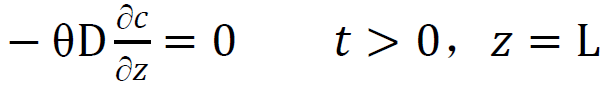 − θD ∂c/∂z = 0    t > 0, z = L